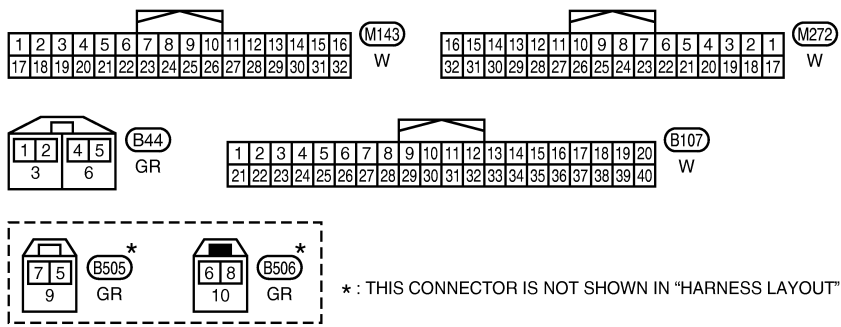 1 2 3 4 5 6 7 8 9 10 11 12 13 14 15 16
17 18 19 20 21 22 23 24 25 26 27 28 29 30 31 32
M143
W
16 15 14 13 12 11 10 9 8 7 6 5 4 3 2 1
32 31 30 29 28 27 26 25 24 23 22 21 20 19 18 17
M272
W
1 2 4 5
3 6
B44
GR
1 2 3 4 5 6 7 8 9 10 11 12 13 14 15 16 17 18 19 20
21 22 23 24 25 26 27 28 29 30 31 32 33 34 35 36 37 38 39 40
B107
W
7 5
9
B505 *
GR
6 8
10
B506 *
GR
* : THIS CONNECTOR IS NOT SHOWN IN “HARNESS LAYOUT”